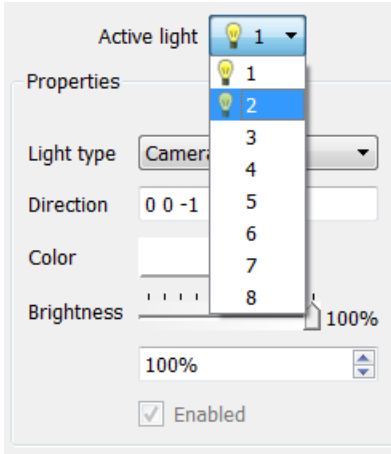 Active light 1
1
Properties
2
3
Light type Camera
4
Direction 0 0 -1
5
6
Color
7
8
Brightness 100%
100%
Enabled